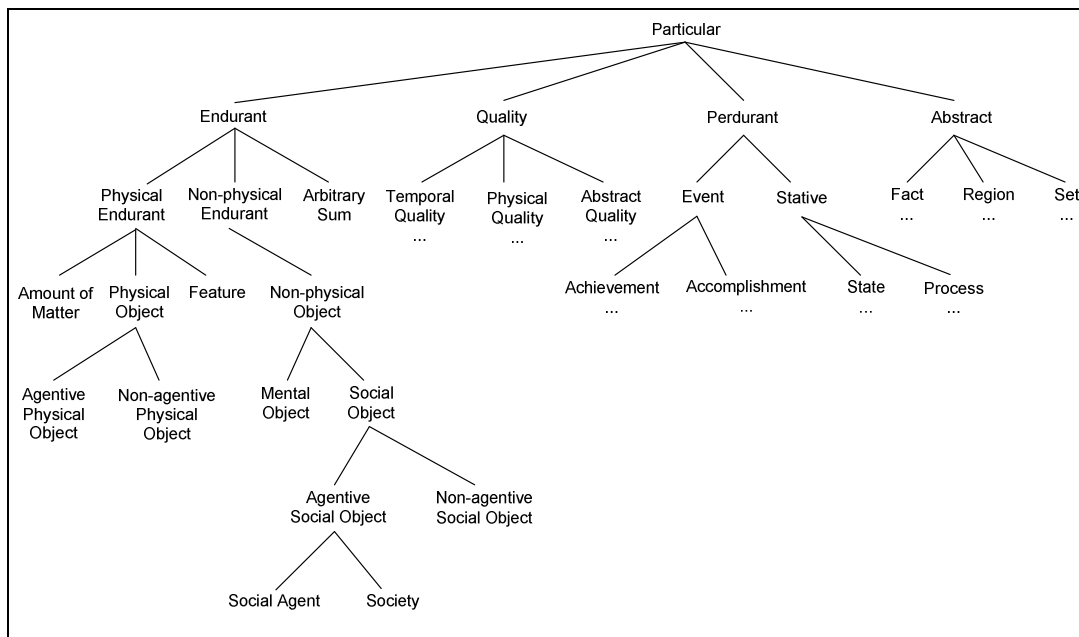 Particular
Endurant
Quality
Perdurant
Abstract
Physical
Endurant
Non-physical
Endurant
Arbitrary
Sum
Temporal
Quality
...
Physical
Quality
...
Abstract
Quality
...
Event
Stative
Fact
...
Region
...
Set
...
Amount of
Matter
Physical
Object
Feature
Non-physical
Object
Achievement
...
Accomplishment
...
State
...
Process
...
Agentive
Physical
Object
Non-agentive
Physical
Object
Mental
Object
Social
Object
Agentive
Social Object
Non-agentive
Social Object
Social Agent
Society